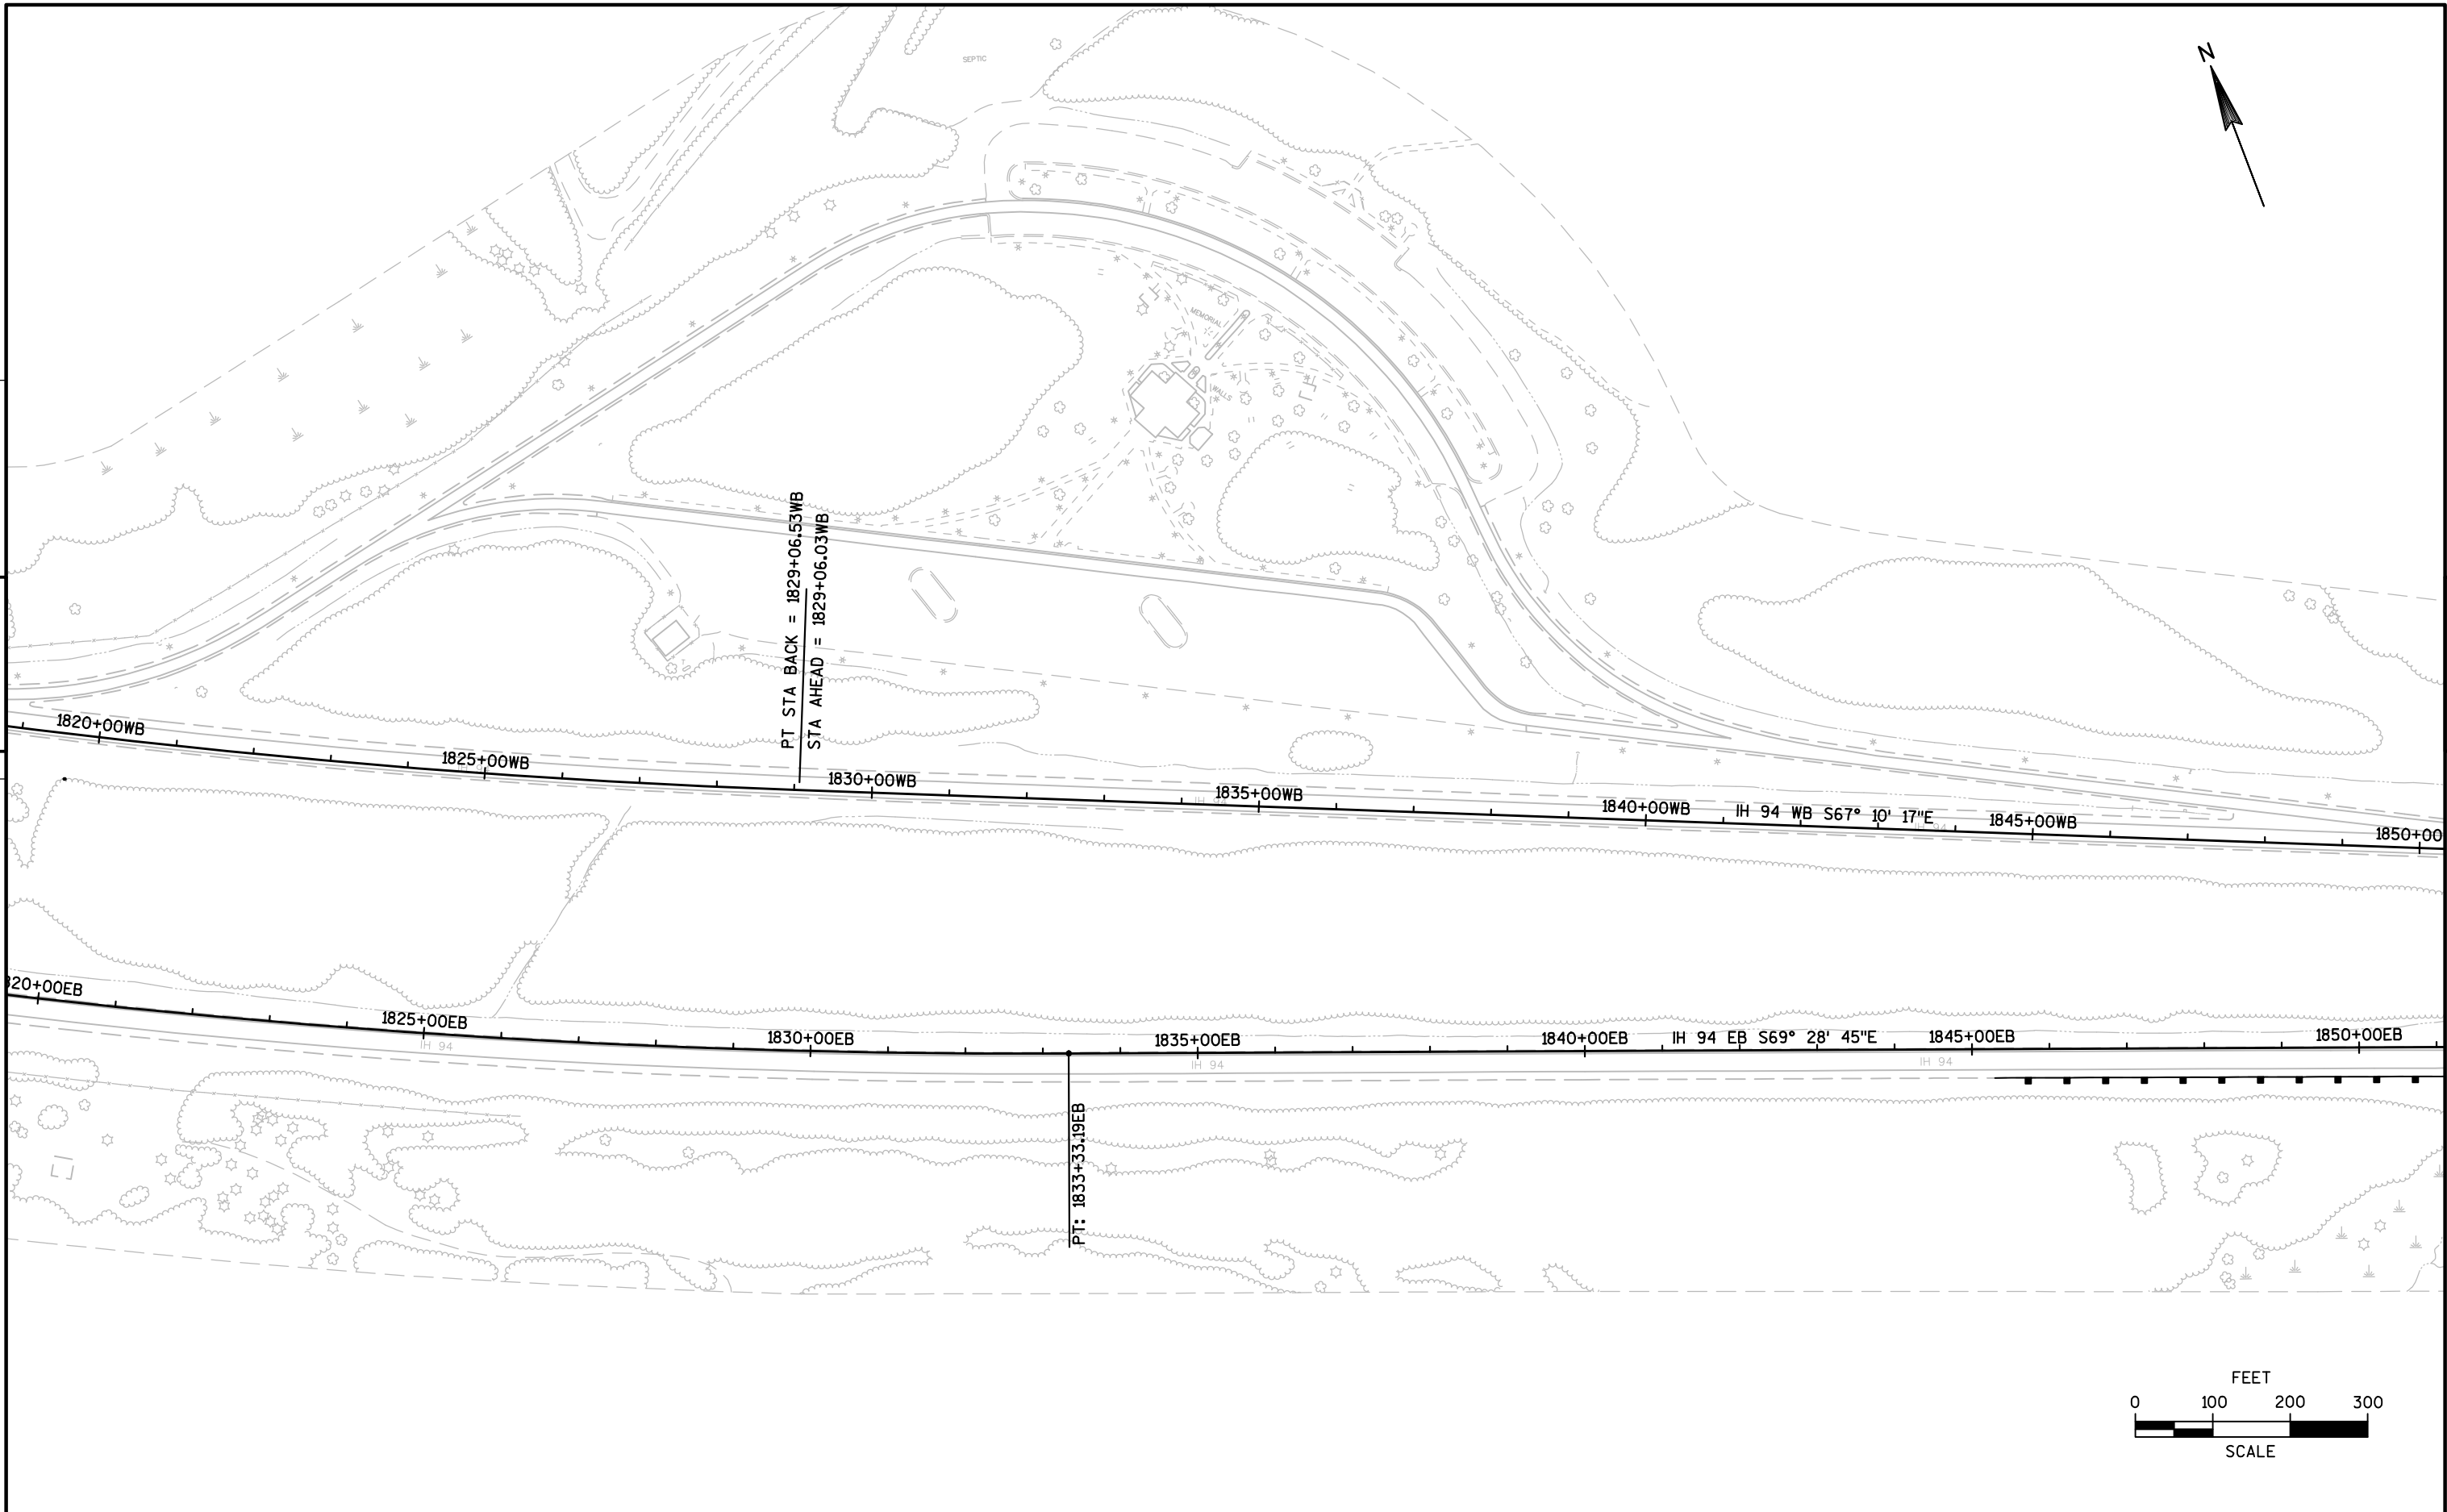 SEPTIC
N
MEMORIAL
WALLS
PT STA BACK = 1829+06.53WB
STA AHEAD = 1829+06.03WB
1820+00WB
1825+00WB
1830+00WB
1835+00WB
1840+00WB
IH 94 WB S67° 10' 17"E
1845+00WB
1850+00
IH 94
IH 94
820+00EB
1825+00EB
1830+00EB
1835+00EB
1840+00EB
IH 94 EB S69° 28' 45"E
1845+00EB
1850+00EB
IH 94
IH 94
IH 94
PT: 1833+33.19EB
FEET
0 100 200 300
SCALE